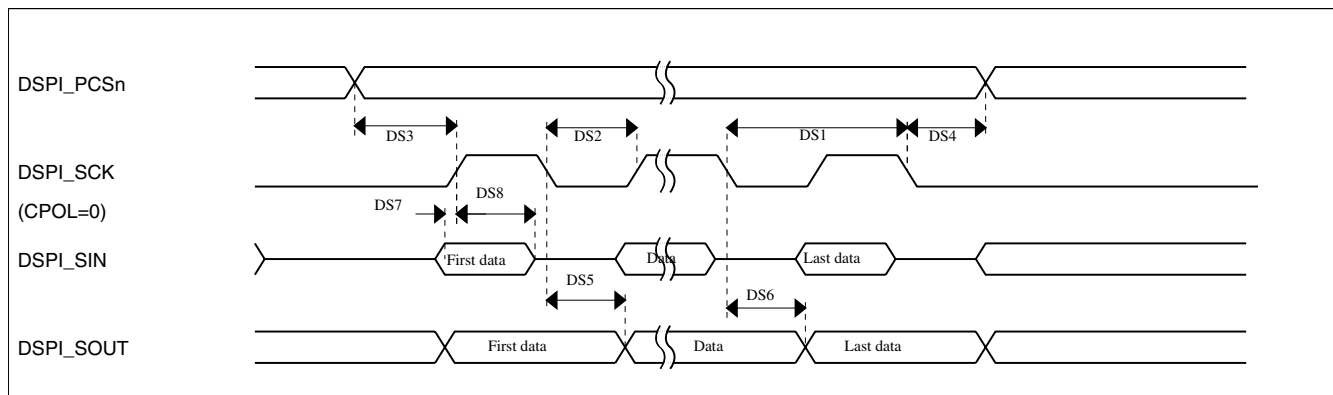 DSPI_PCSn
DS3
DS2
DS1
DS4
DSPI_SCK
(CPOL=0)
DS7
DS8
DSPI_SIN
First data
Data
Last data
DS5
DS6
DSPI_SOUT
First data
Data
Last data